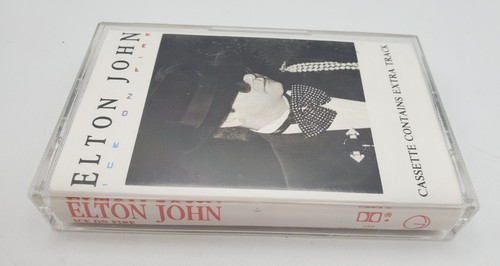 ELTON JOHN
ICE ON FIRE
CASSETTE CONTAINS EXTRA TRACK
ELTON JOHN
ICE ON FIRE